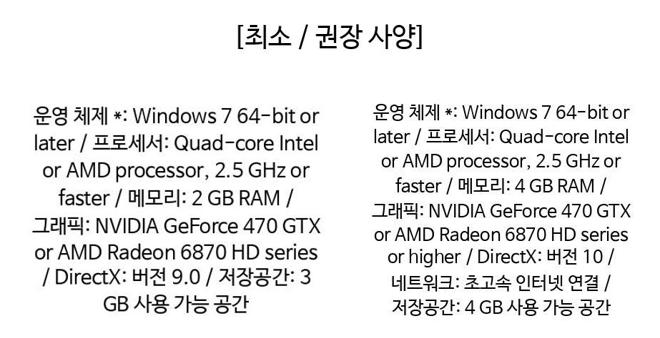 [최소 / 권장 사양]
운영 체제 *: Windows 7 64-bit or
later / 프로세서: Quad-core Intel
or AMD processor, 2.5 GHz or
faster / 메모리: 2 GB RAM /
그래픽: NVIDIA GeForce 470 GTX
or AMD Radeon 6870 HD series
/ DirectX: 버전 9.0 / 저장공간: 3
GB 사용 가능 공간
운영 체제 *: Windows 7 64-bit or
later / 프로세서: Quad-core Intel
or AMD processor, 2.5 GHz or
faster / 메모리: 4 GB RAM /
그래픽: NVIDIA GeForce 470 GTX
or AMD Radeon 6870 HD series
or higher / DirectX: 버전 10 /
네트워크: 초고속 인터넷 연결 /
저장공간: 4 GB 사용 가능 공간